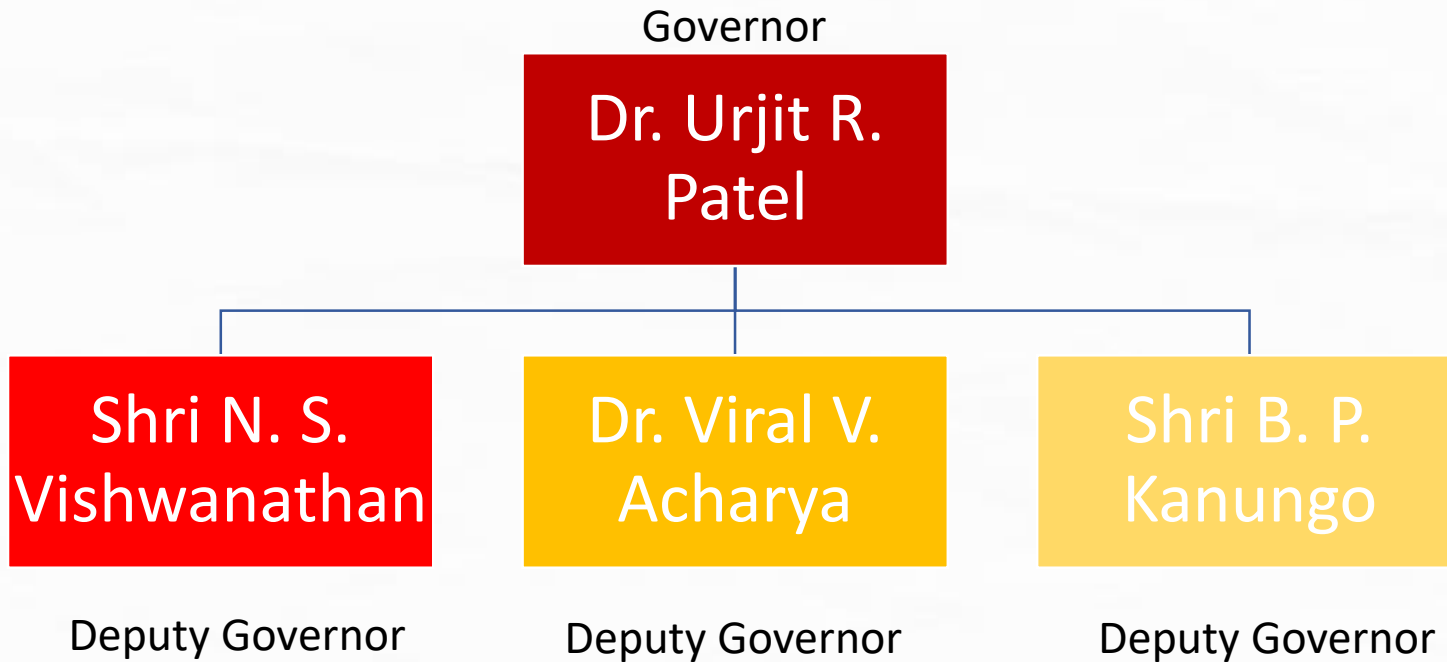 Governor
Dr. Urjit R.
Patel
Shri N. S.
Vishwanathan
Dr. Viral V.
Acharya
Shri B. P.
Kanungo
Deputy Governor
Deputy Governor
Deputy Governor